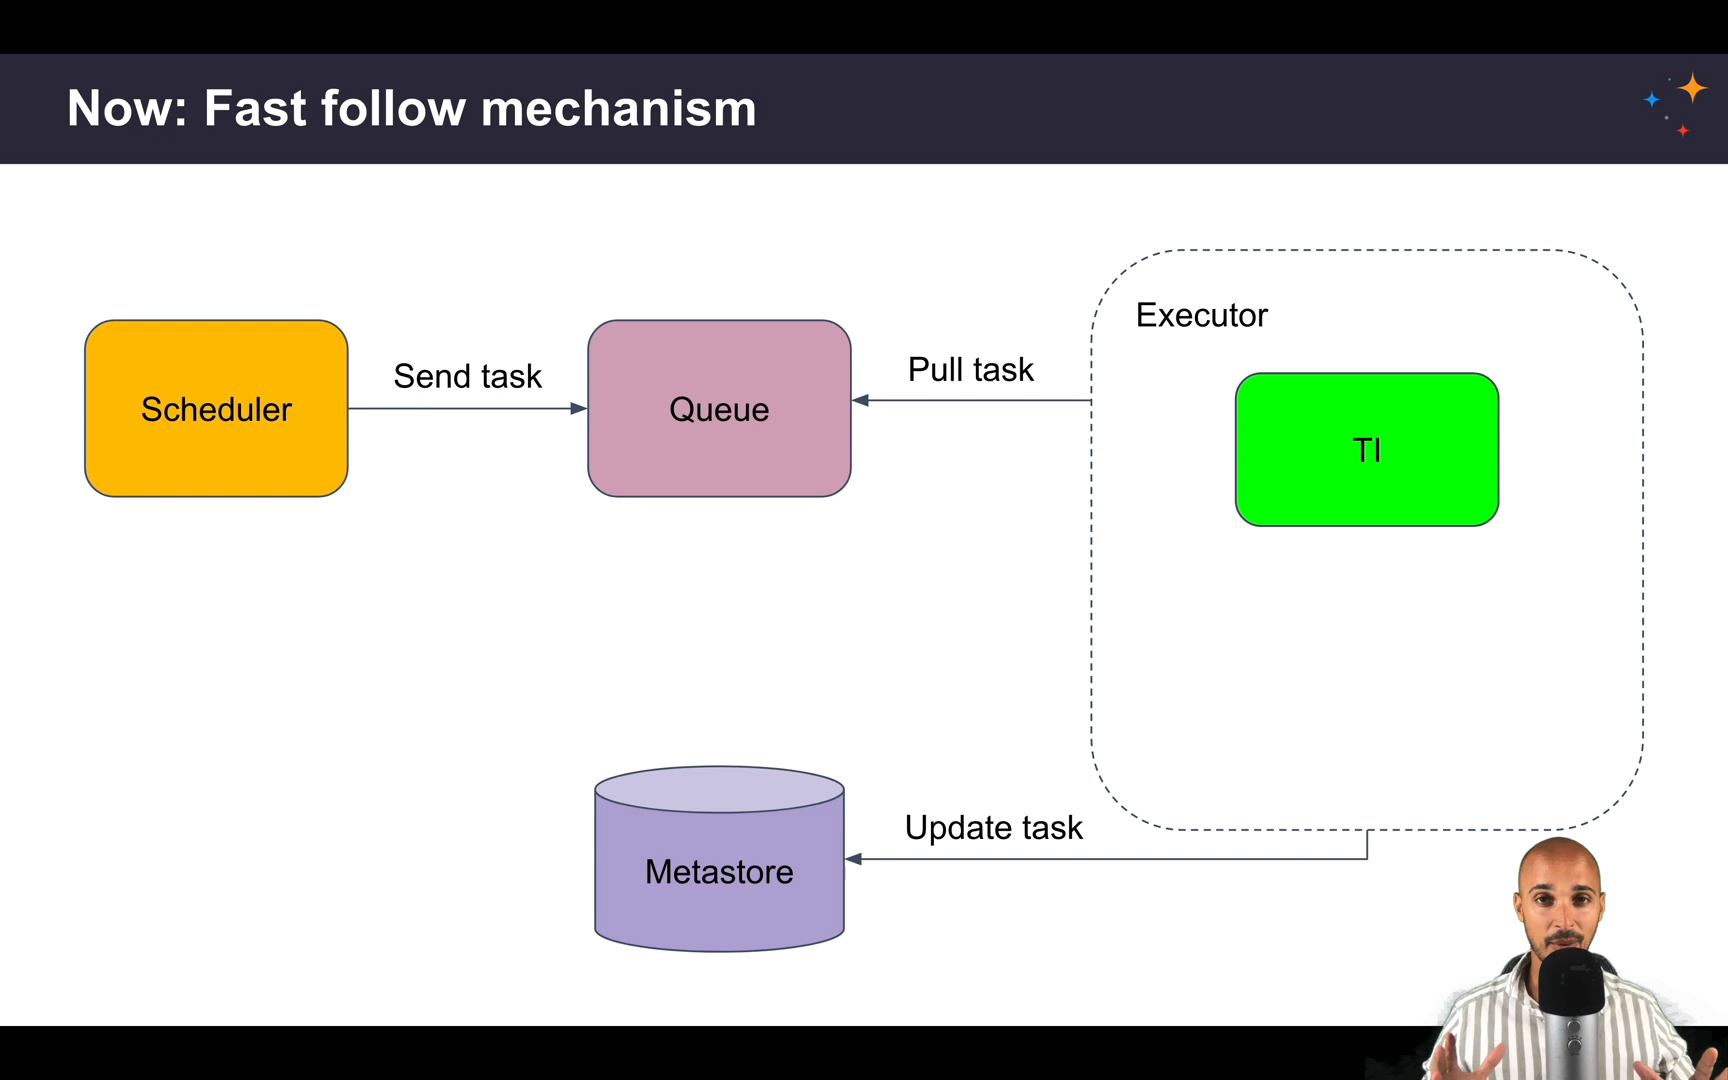 Now: Fast follow mechanism
Executor
Send task
Pull task
Scheduler
Queue
TI
Update task
Metastore